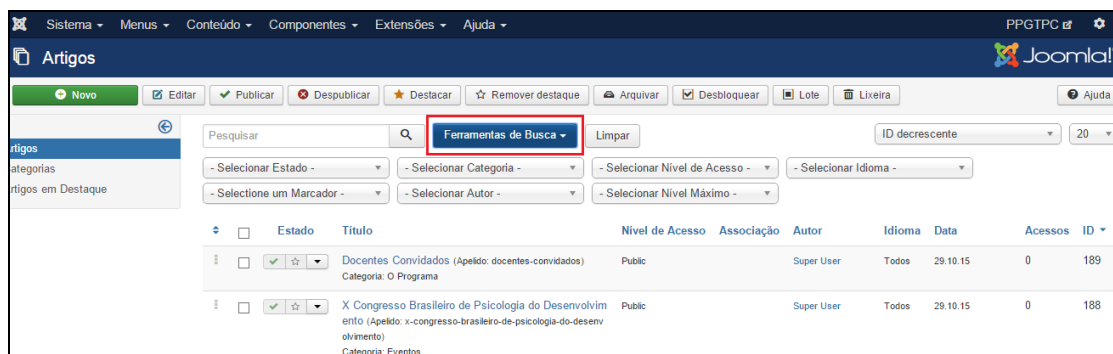 Sistema Menus Conteúdo Componentes Extensões Ajuda PPGTPC
Artigos Joomla!
Novo Editar Publicar Despublicar Destacar Remover destaque Arquivar Desbloquear Lote Lixeira Ajuda
Pesquisar Ferramentas de Busca Limpar ID decrescente 20
rtigos
ategorias
rtigos em Destaque
- Selecionar Estado - - Selecionar Categoria - - Selecionar Nível de Acesso - - Selecionar Idioma -
- Selectione um Marcador - - Selecionar Autor - - Selecionar Nível Máximo -
Estado Título Nível de Acesso Associação Autor Idioma Data Acessos ID
Docentes Convidados (Apelido: docentes-convidados) Public Super User Todos 29.10.15 0 189
Categoria: O Programa
X Congresso Brasileiro de Psicologia do Desenvolvim Public Super User Todos 29.10.15 0 188
ento (Apelido: x-congresso-brasileiro-de-psicologia-do-desenv
olvimento)
Categoria: Eventos